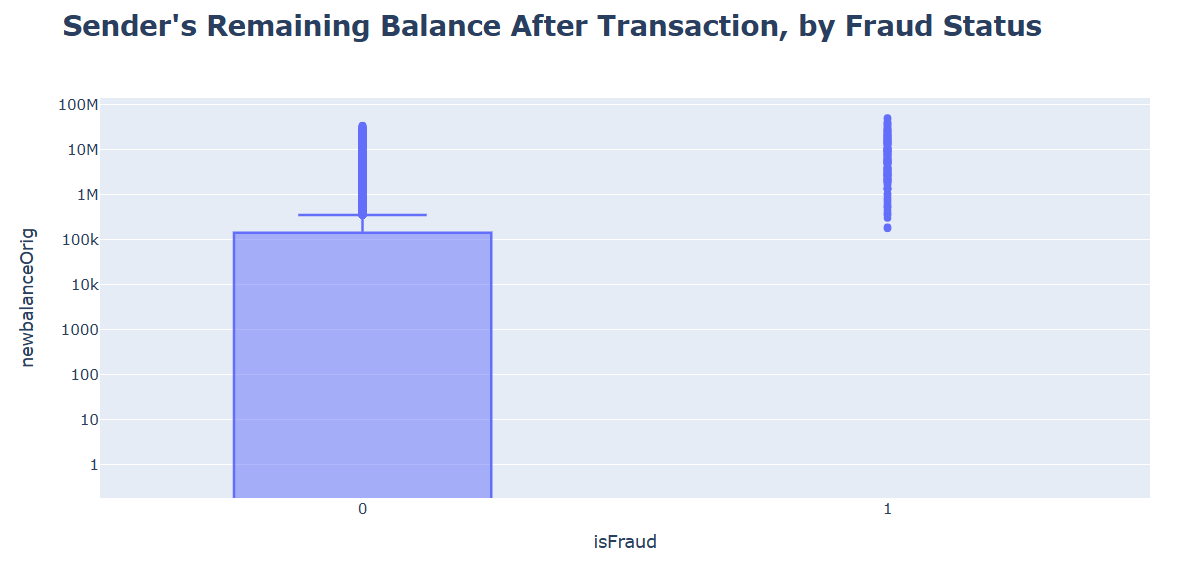 Sender's Remaining Balance After Transaction, by Fraud Status
100M
10M
1M
100k
10k
1000
100
10
1
newbalanceOrig
0
1
isFraud